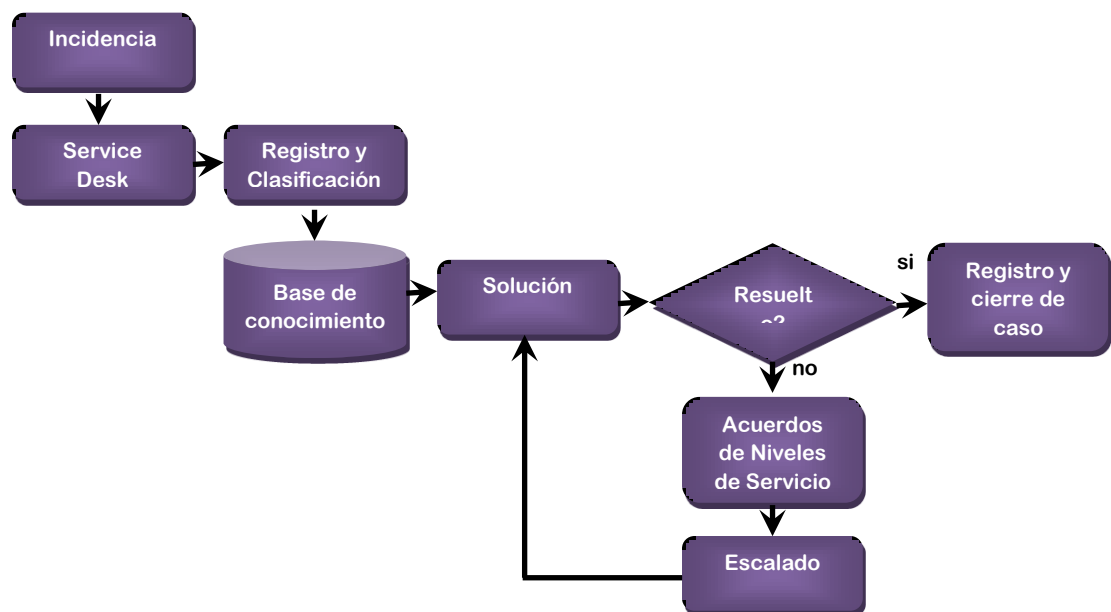 Incidencia
Service
Desk
Registro y
Clasificación
Base de
conocimiento
Solución
Resuelt
o?
si
Registro y
cierre de
caso
no
Acuerdos
de Niveles
de Servicio
Escalado